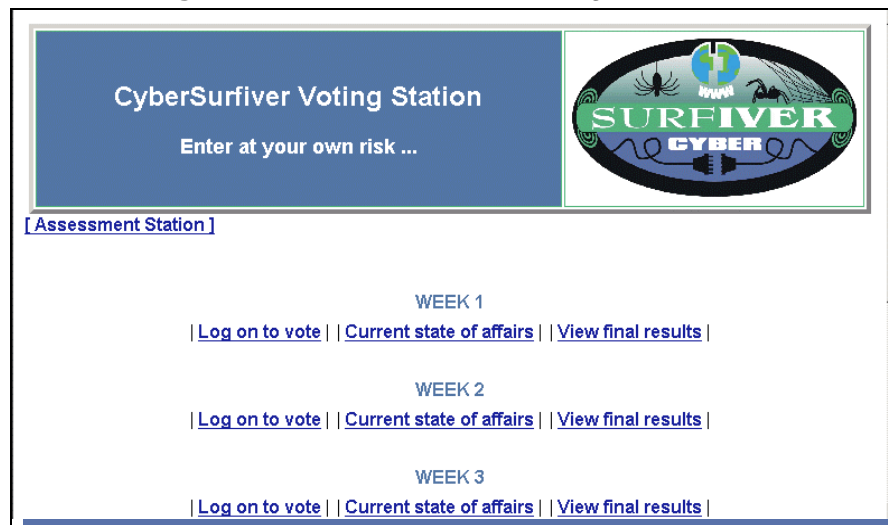 CyberSurfiver Voting Station
Enter at your own risk ...
WWW
SURFIVER
CYBER
[ Assessment Station ]
WEEK 1
| Log on to vote | | Current state of affairs | | View final results |
WEEK 2
| Log on to vote | | Current state of affairs | | View final results |
WEEK 3
| Log on to vote | | Current state of affairs | | View final results |